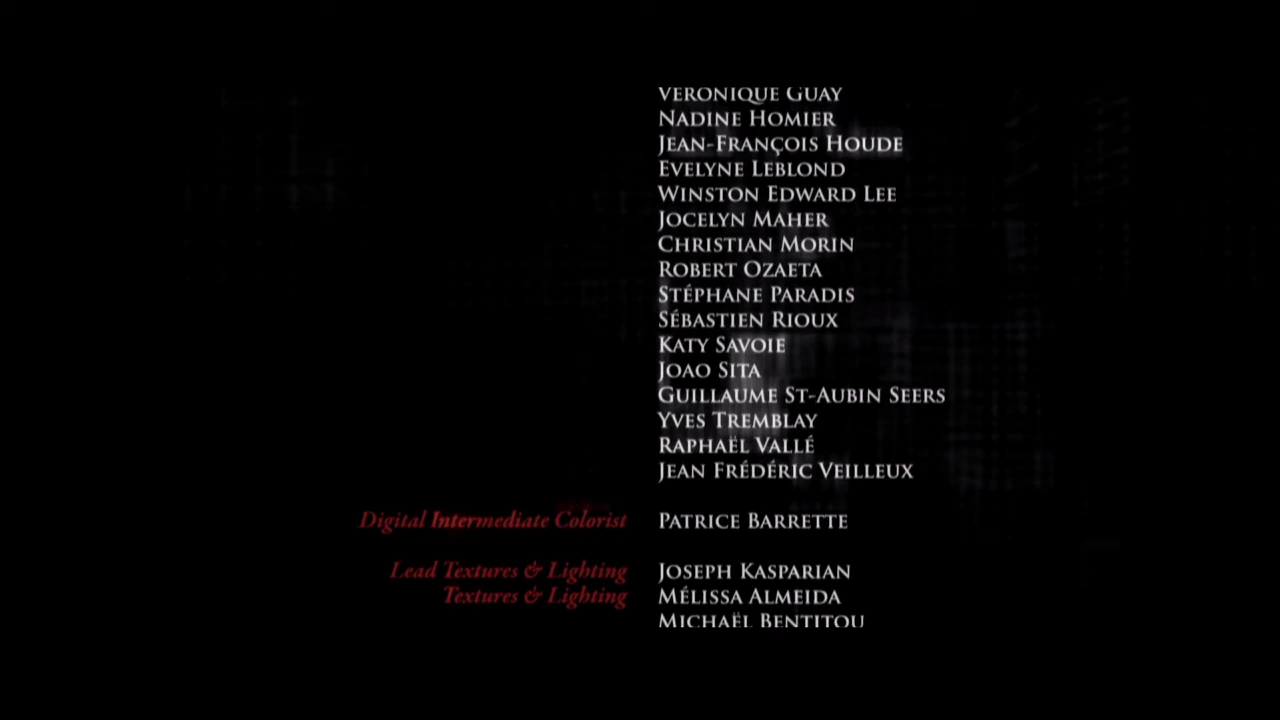 VERONIQUE GUAY
NADINE HOMIER
JEAN-FRANÇOIS HOUDE
EVELYNE LEBLOND
WINSTON EDWARD LEE
JOCELYN MAHER
CHRISTIAN MORIN
ROBERT OZAETA
STÉPHANE PARADIS
SÉBASTIEN RIOUX
KATY SAVOIE
JOAO SITA
GUILLAUME ST-AUBIN SEERS
YVES TREMBLAY
RAPHAËL VALLÉ
JEAN FRÉDÉRIC VEILLEUX
Digital Intermediate Colorist PATRICE BARRETTE
Lead Textures & Lighting JOSEPH KASPARIAN
Textures & Lighting MÉLISSA ALMEIDA
MICHAËL BENTITOU